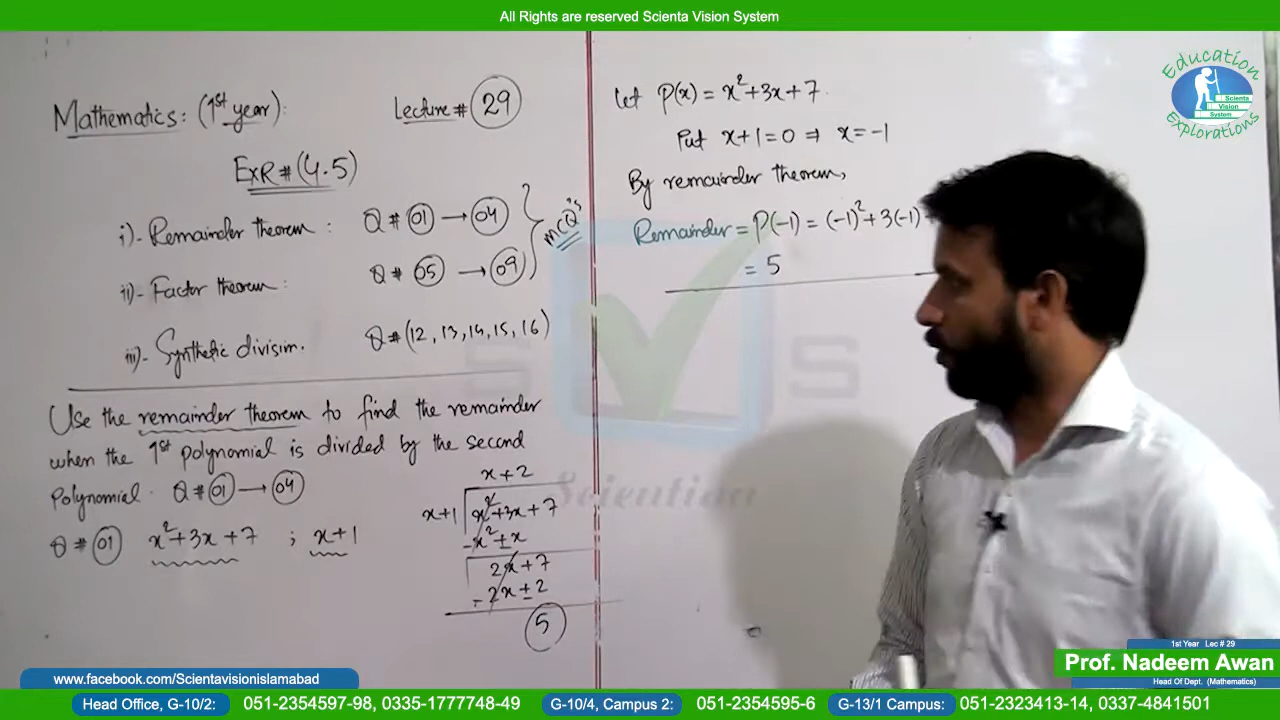 All Rights are reserved Scienta Vision System
Mathematics: (1st year):
Lecture # 29
ExR # (4.5)
i)- Remainder theorem: Q # 01 → 04
ii)- Factor theorem: Q # 05 → 09
MCQ's
iii)- Synthetic division. Q # (12, 13, 14, 15, 16)
Use the remainder theorem to find the remainder
when the 1st polynomial is divided by the second
polynomial. Q # 01 → 04
Q # 01 x²+3x+7 ; x+1
x+2
x+1 x²+3x+7
-x²±x
2x+7
-2x±2
5
Let P(x) = x²+3x+7.
Put x+1=0 ⇒ x=-1
By remainder theorem,
Remainder = P(-1) = (-1)²+3(-1)
= 5
Education
Scienta
Vision
System
Explorations
S V S
Scientian
1st Year Lec # 29
Prof. Nadeem Awan
Head Of Dept. (Mathematics)
www.facebook.com/Scientavisionislamabad
Head Office, G-10/2: 051-2354597-98, 0335-1777748-49 G-10/4, Campus 2: 051-2354595-6 G-13/1 Campus: 051-2323413-14, 0337-4841501